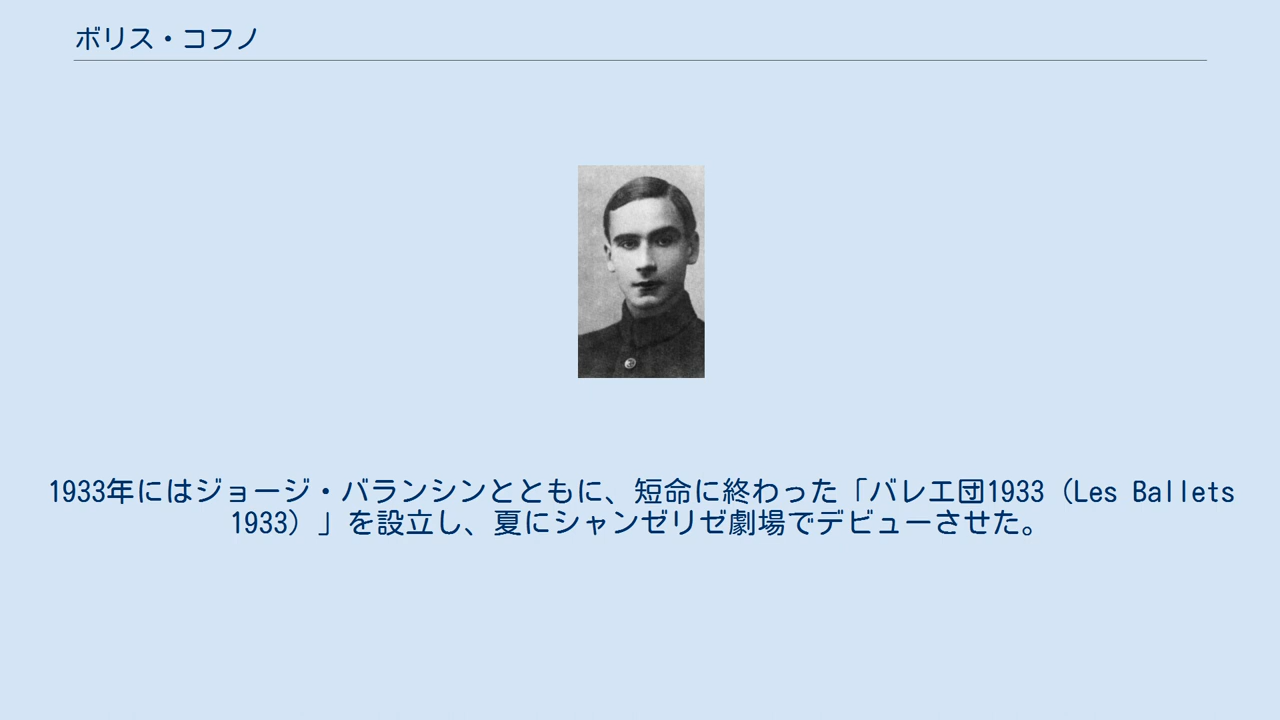 ボリス・コフノ
1933年にはジョージ・バランシンとともに、短命に終わった「バレエ団1933（Les Ballets
1933）」を設立し、夏にシャンゼリゼ劇場でデビューさせた。